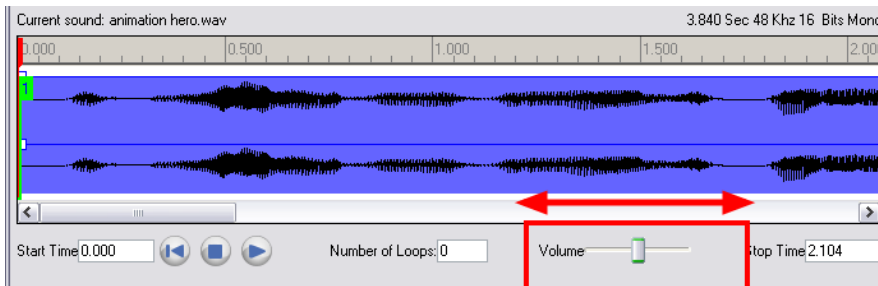 Current sound: animation hero.wav 3.840 Sec 48 Khz 16 Bits Mono
0.000 0.500 1.000 1.500 2.00
1
Start Time 0.000 Number of Loops: 0 Volume Stop Time 2.104